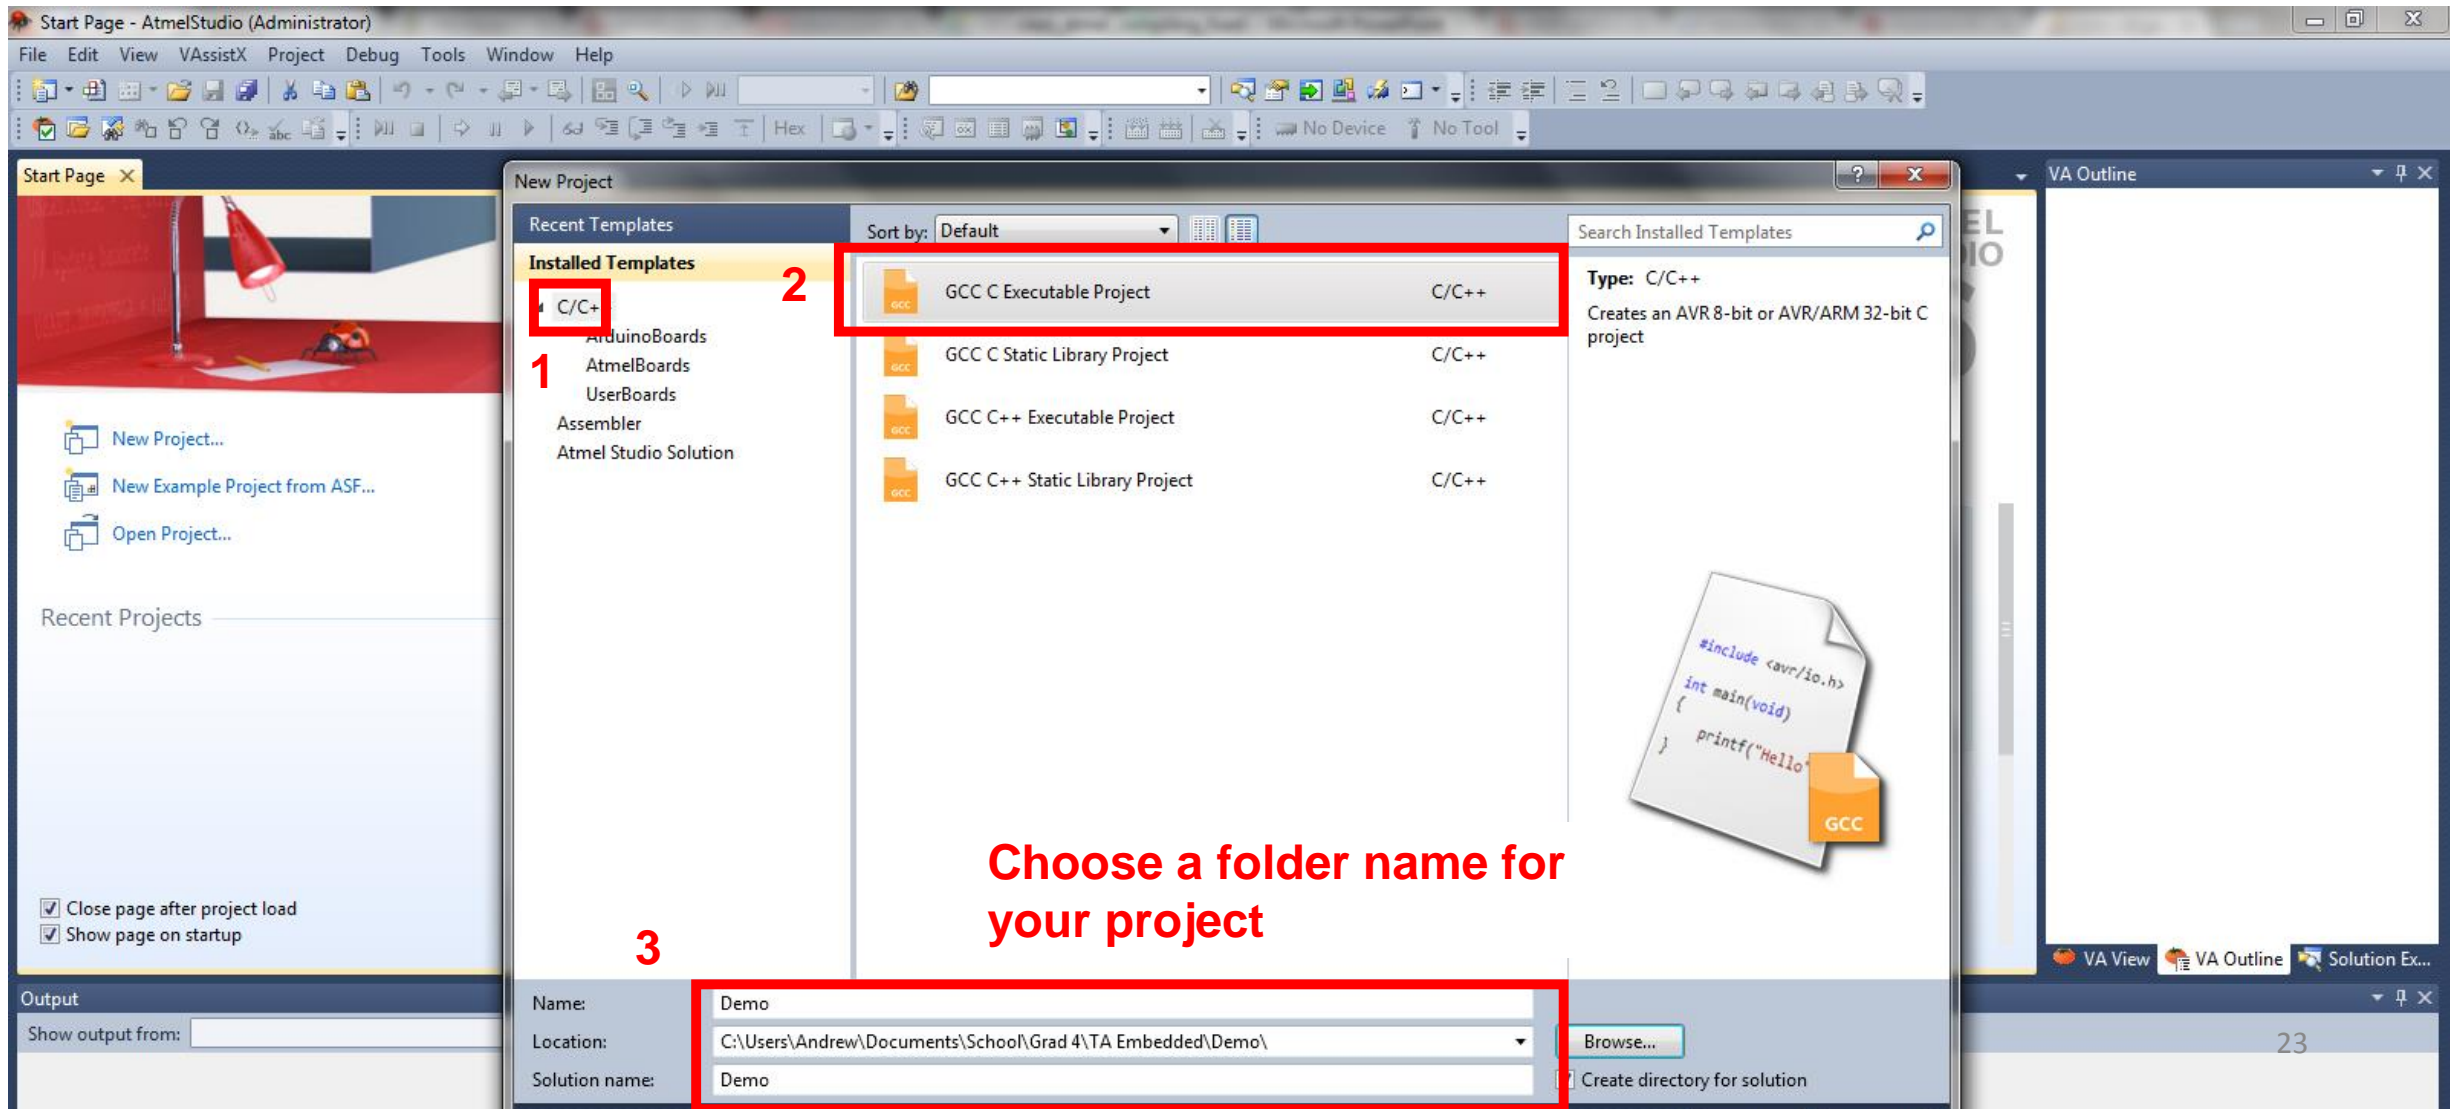 Start Page - AtmelStudio (Administrator)
File Edit View VAssistX Project Debug Tools Window Help
Hex
No Device No Tool
Start Page
New Project...
New Example Project from ASF...
Open Project...
Recent Projects
Close page after project load
Show page on startup
Output
Show output from:
New Project
Recent Templates
Installed Templates
C/C+
ArduinoBoards
AtmelBoards
UserBoards
Assembler
Atmel Studio Solution
1
2
3
Sort by: Default
GCC C Executable Project C/C++
GCC C Static Library Project C/C++
GCC C++ Executable Project C/C++
GCC C++ Static Library Project C/C++
Search Installed Templates
Type: C/C++
Creates an AVR 8-bit or AVR/ARM 32-bit C
project
#include <avr/io.h>
int main(void)
{
printf("Hello"
}
GCC
Choose a folder name for
your project
Name: Demo
Location: C:\Users\Andrew\Documents\School\Grad 4\TA Embedded\Demo\
Browse...
Solution name: Demo
Create directory for solution
VA Outline
EL
IO
VA View VA Outline Solution Ex...
23